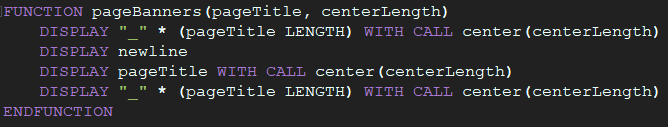 FUNCTION pageBanners(pageTitle, centerLength)
    DISPLAY "_" * (pageTitle LENGTH) WITH CALL center(centerLength)
    DISPLAY newline
    DISPLAY pageTitle WITH CALL center(centerLength)
    DISPLAY "_" * (pageTitle LENGTH) WITH CALL center(centerLength)
ENDFUNCTION